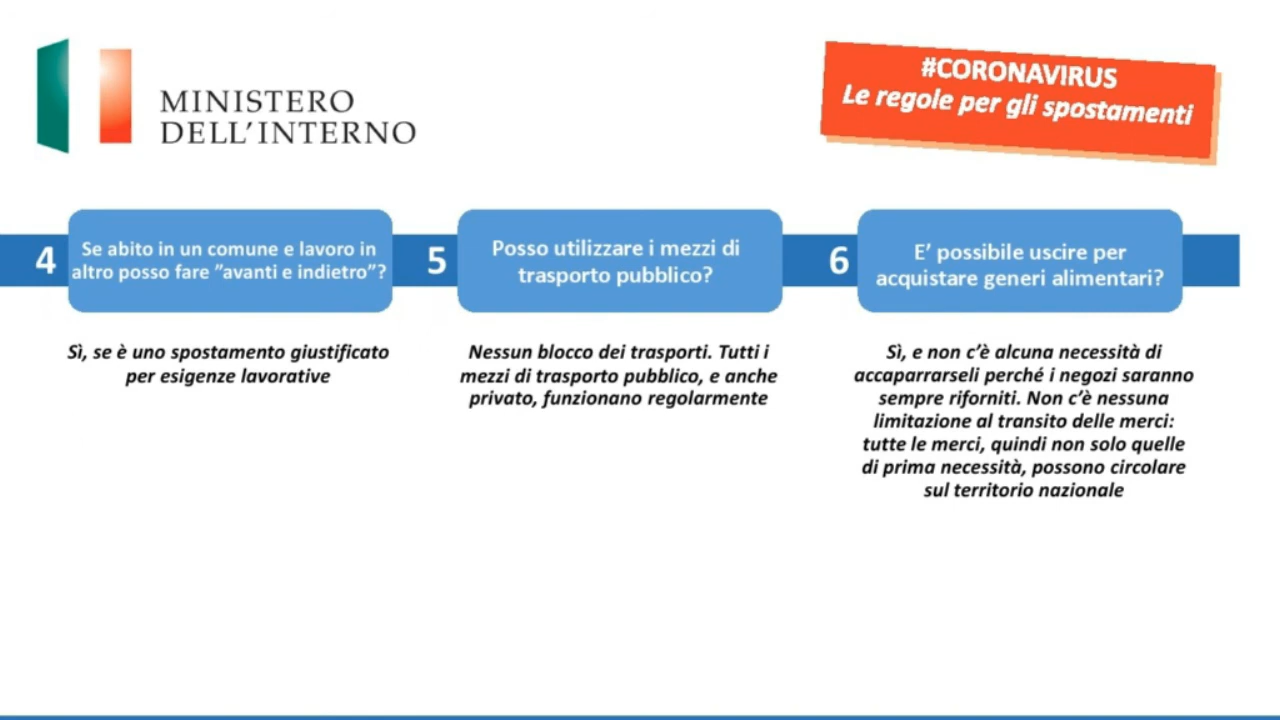 MINISTERO
DELL'INTERNO
#CORONAVIRUS
Le regole per gli spostamenti
4
Se abito in un comune e lavoro in
altro posso fare ”avanti e indietro”?
Sì, se è uno spostamento giustificato
per esigenze lavorative
5
Posso utilizzare i mezzi di
trasporto pubblico?
Nessun blocco dei trasporti. Tutti i
mezzi di trasporto pubblico, e anche
privato, funzionano regolarmente
6
E’ possibile uscire per
acquistare generi alimentari?
Sì, e non c’è alcuna necessità di
accaparrarseli perché i negozi saranno
sempre riforniti. Non c’è nessuna
limitazione al transito delle merci:
tutte le merci, quindi non solo quelle
di prima necessità, possono circolare
sul territorio nazionale